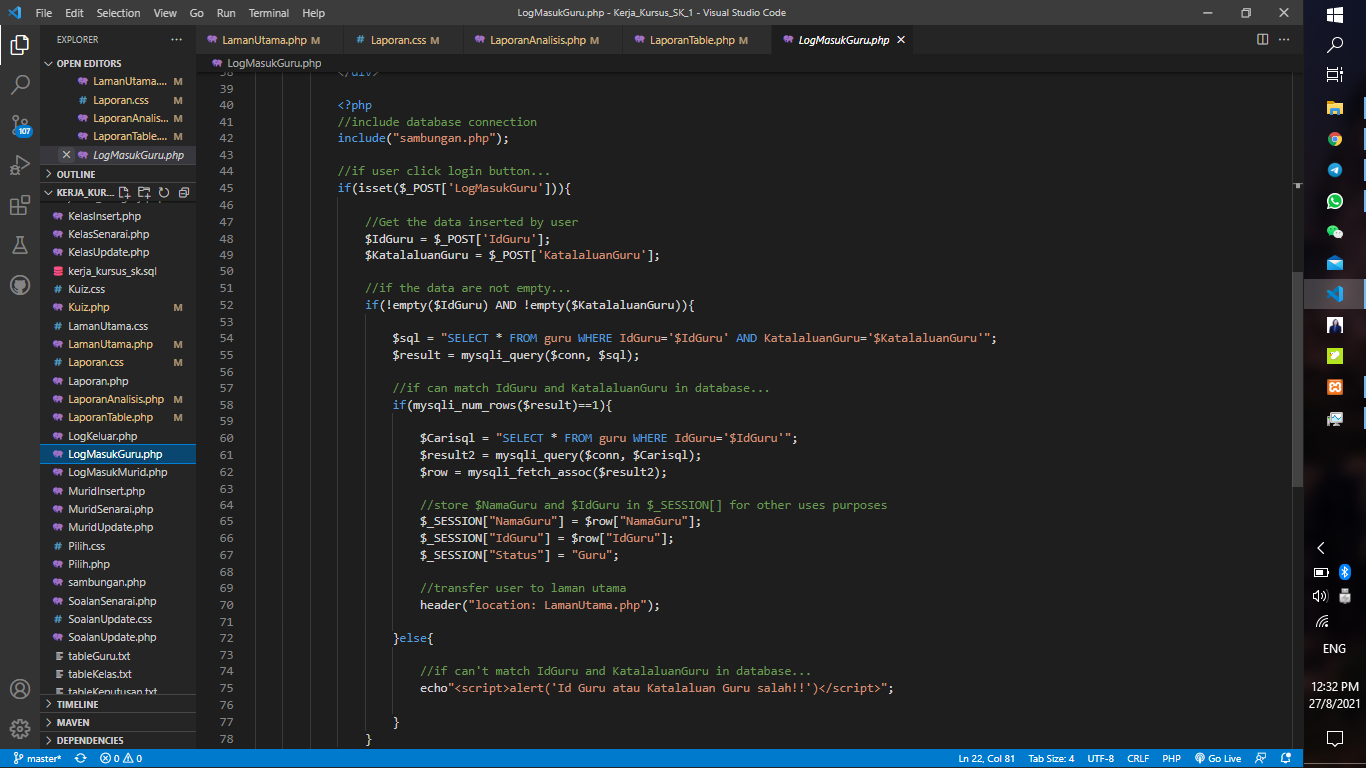 File Edit Selection View Go Run Terminal Help LogMasukGuru.php - Kerja_Kursus_SK_1 - Visual Studio Code
EXPLORER
LamanUtama.php M # Laporan.css M LaporanAnalisis.php M LaporanTable.php M LogMasukGuru.php
OPEN EDITORS
LamanUtama.... M
# Laporan.css M
LaporanAnalis... M
LaporanTable.... M
LogMasukGuru.php
OUTLINE
KERJA_KUR...
KelasInsert.php
KelasSenarai.php
KelasUpdate.php
kerja_kursus_sk.sql
# Kuiz.css
Kuiz.php M
# LamanUtama.css
LamanUtama.php M
# Laporan.css M
Laporan.php
LaporanAnalisis.php M
LaporanTable.php M
LogKeluar.php
LogMasukGuru.php
LogMasukMurid.php
MuridInsert.php
MuridSenarai.php
MuridUpdate.php
# Pilih.css
Pilih.php
sambungan.php
SoalanSenarai.php
# SoalanUpdate.css
SoalanUpdate.php
tableGuru.txt
tableKelas.txt
tableKeputusan.txt
TIMELINE
MAVEN
DEPENDENCIES
107
LogMasukGuru.php
38 </div>
39
40 <?php
41 //include database connection
42 include("sambungan.php");
43
44 //if user click login button...
45 if(isset($_POST['LogMasukGuru'])){
46
47 //Get the data inserted by user
48 $IdGuru = $_POST['IdGuru'];
49 $KatalaluanGuru = $_POST['KatalaluanGuru'];
50
51 //if the data are not empty...
52 if(!empty($IdGuru) AND !empty($KatalaluanGuru)){
53
54 $sql = "SELECT * FROM guru WHERE IdGuru='$IdGuru' AND KatalaluanGuru='$KatalaluanGuru'";
55 $result = mysqli_query($conn, $sql);
56
57 //if can match IdGuru and KatalaluanGuru in database...
58 if(mysqli_num_rows($result)==1){
59
60 $Carisql = "SELECT * FROM guru WHERE IdGuru='$IdGuru'";
61 $result2 = mysqli_query($conn, $Carisql);
62 $row = mysqli_fetch_assoc($result2);
63
64 //store $NamaGuru and $IdGuru in $_SESSION[] for other uses purposes
65 $_SESSION["NamaGuru"] = $row["NamaGuru"];
66 $_SESSION["IdGuru"] = $row["IdGuru"];
67 $_SESSION["Status"] = "Guru";
68
69 //transfer user to laman utama
70 header("location: LamanUtama.php");
71
72 }else{
73
74 //if can't match IdGuru and KatalaluanGuru in database...
75 echo"<script>alert('Id Guru atau Katalaluan Guru salah!!')</script>";
76
77 }
78 }
master* 0 0 Ln 22, Col 81 Tab Size: 4 UTF-8 CRLF PHP Go Live
ENG
12:32 PM
27/8/2021